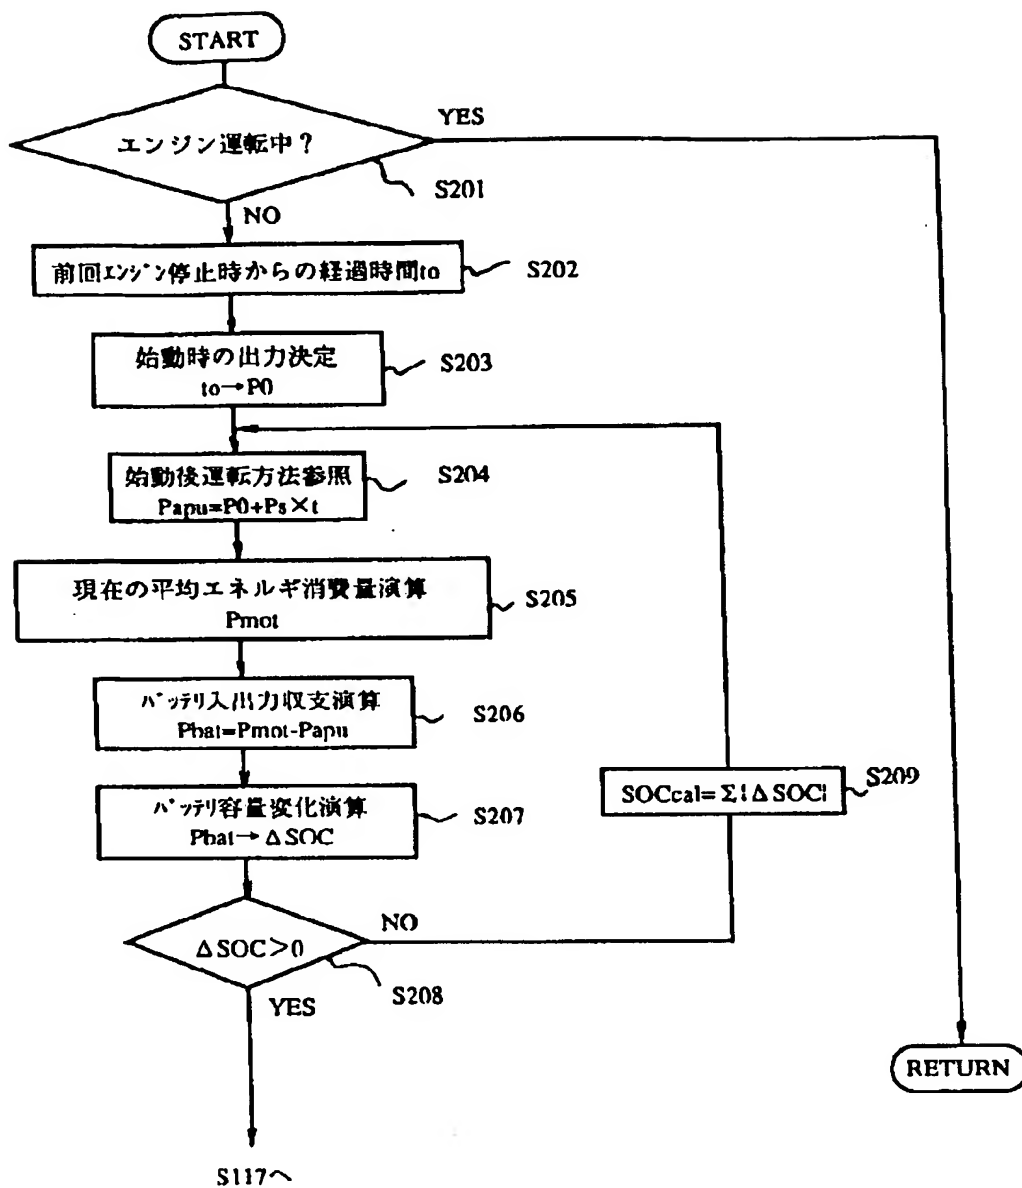 START
エンジン運転中？
YES
S201
NO
前回ｴﾝｼﾞﾝ停止時からの経過時間to
S202
始動時の出力決定
to→P0
S203
始動後運転方法参照
Papu=P0+Ps×t
S204
現在の平均エネルギ消費量演算
Pmot
S205
ﾊﾞｯﾃﾘ入出力収支演算
Pbat=Pmot-Papu
S206
ﾊﾞｯﾃﾘ容量変化演算
Pbat→ΔSOC
S207
SOCcal=Σ|ΔSOC|
S209
ΔSOC>0
NO
S208
YES
RETURN
S117へ